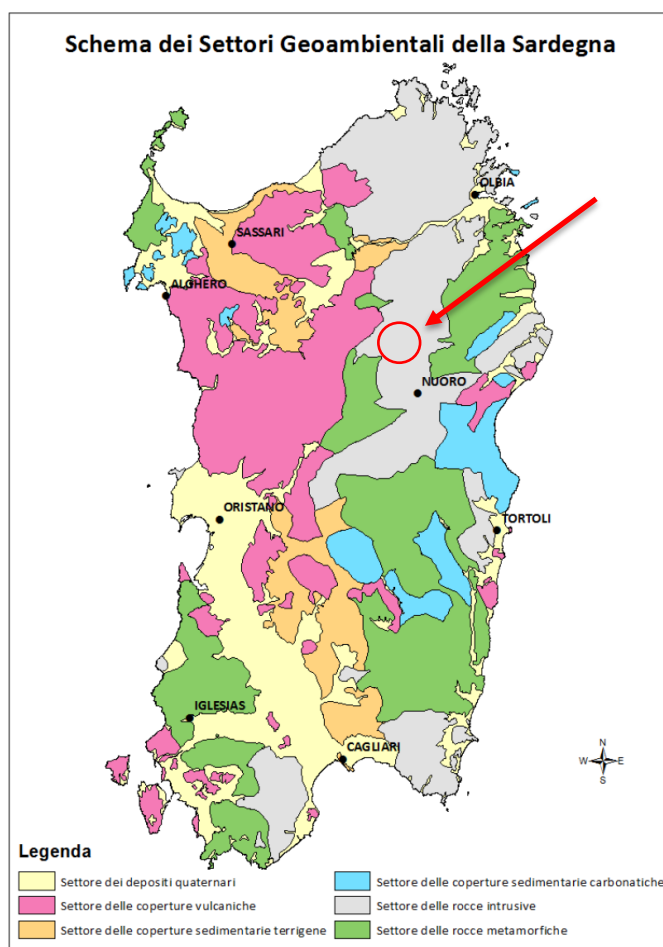 Schema dei Settori Geoambientali della Sardegna
OLBIA
SASSARI
ALGHERO
NUORO
ORISTANO
TORTOLI
IGLESIAS
CAGLIARI
N
W E
S
Legenda
Settore dei depositi quaternari
Settore delle coperture vulcaniche
Settore delle coperture sedimentarie terrigene
Settore delle coperture sedimentarie carbonatiche
Settore delle rocce intrusive
Settore delle rocce metamorfiche